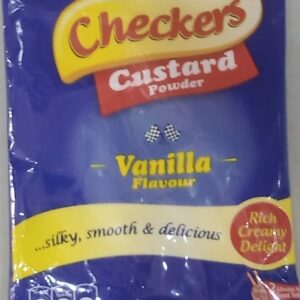 Checkers
Custard
Powder
Vanilla
Flavour
Rich
Creamy
Delight
...silky, smooth & delicious